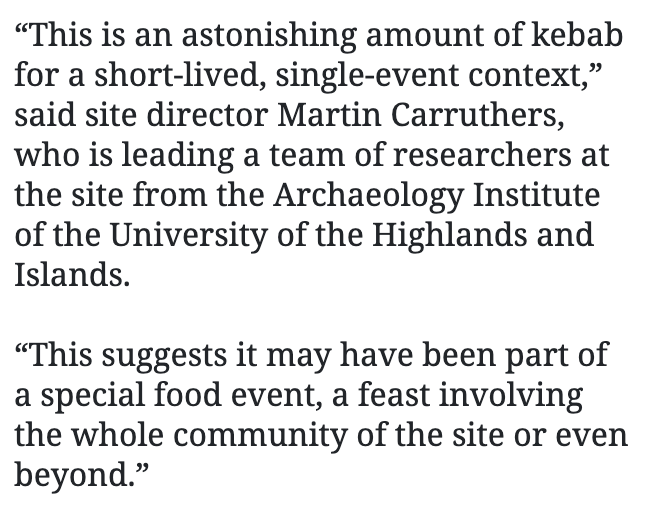 “This is an astonishing amount of kebab
for a short-lived, single-event context,”
said site director Martin Carruthers,
who is leading a team of researchers at
the site from the Archaeology Institute
of the University of the Highlands and
Islands.
“This suggests it may have been part of
a special food event, a feast involving
the whole community of the site or even
beyond.”